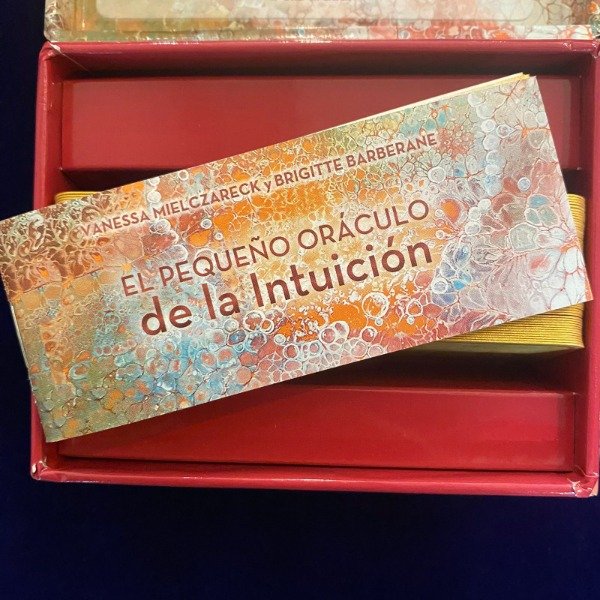 VANESSA MIELCZARECK y BRIGITTE BARBERANE
EL PEQUEÑO ORÁCULO
de la Intuición